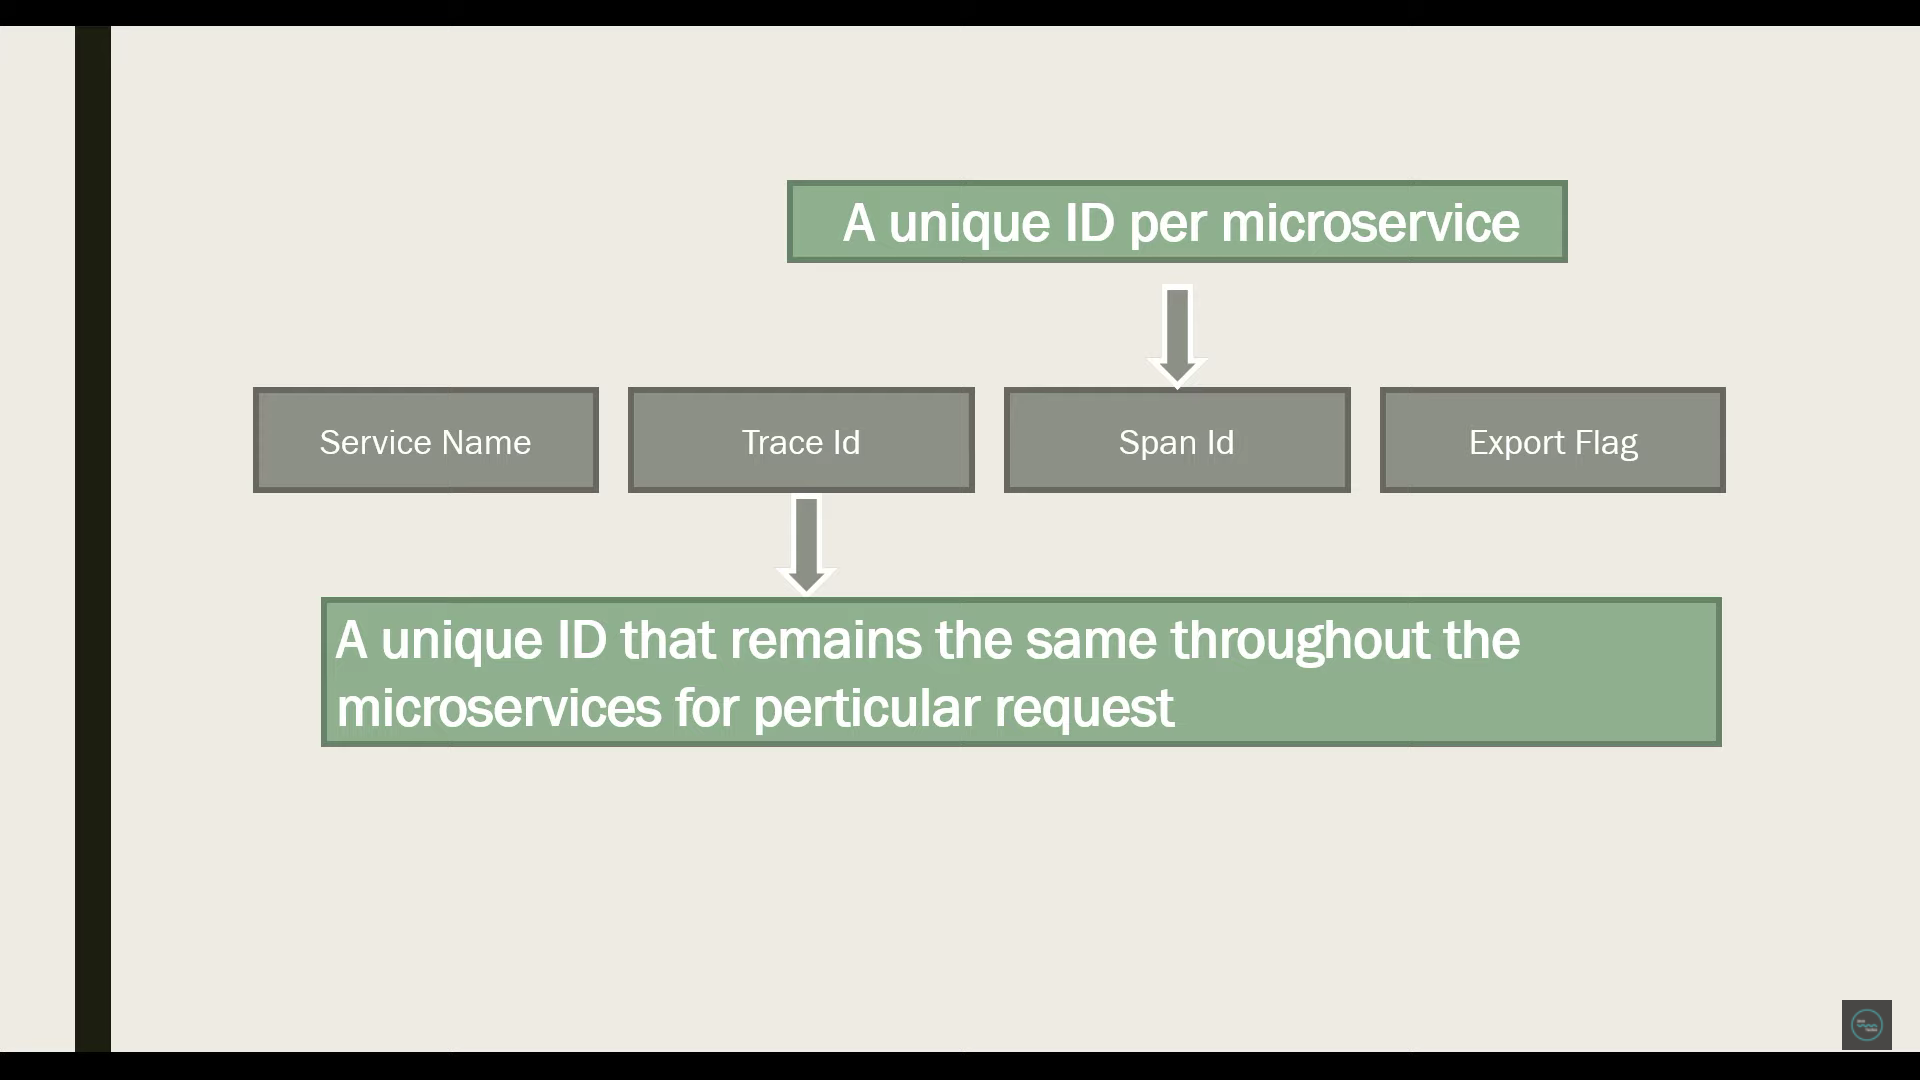 A unique ID per microservice
Service Name
Trace Id
Span Id
Export Flag
A unique ID that remains the same throughout the
microservices for perticular request